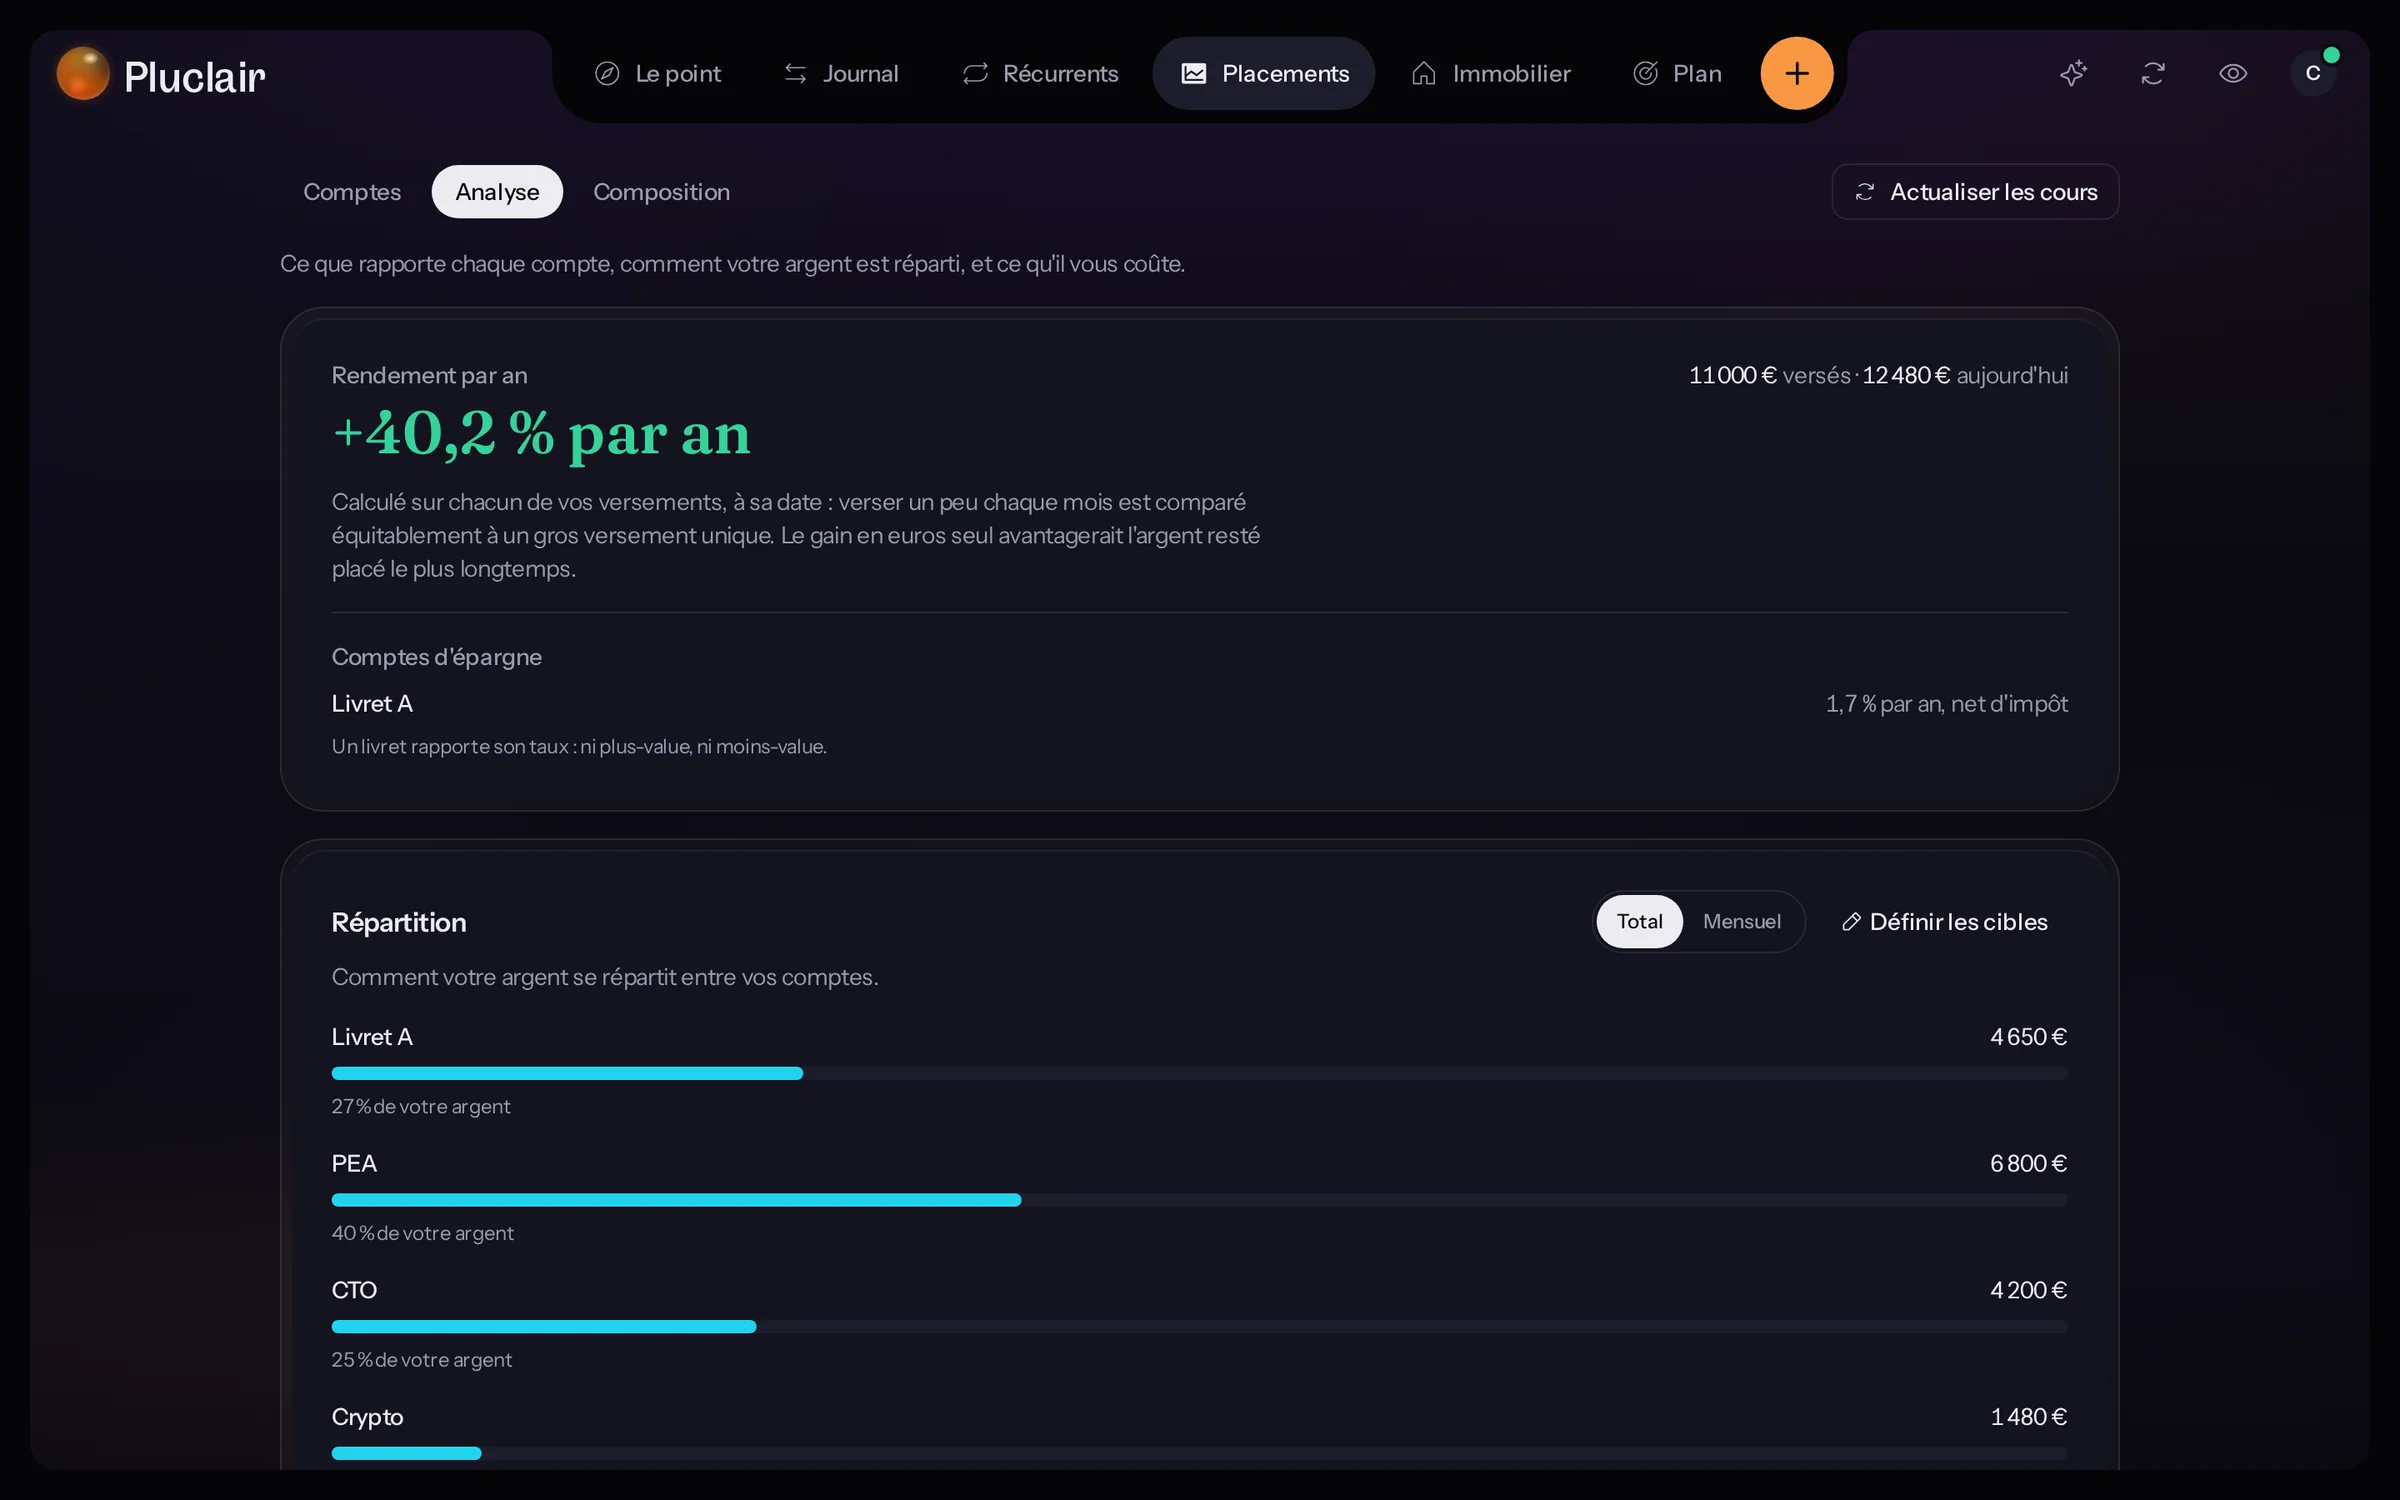 Pluclair
Le point
Journal
Récurrents
Placements
Immobilier
Plan
+
C
Comptes
Analyse
Composition
Actualiser les cours
Ce que rapporte chaque compte, comment votre argent est réparti, et ce qu'il vous coûte.
Rendement par an
11 000 € versés · 12 480 € aujourd'hui
+40,2 % par an
Calculé sur chacun de vos versements, à sa date : verser un peu chaque mois est comparé
équitablement à un gros versement unique. Le gain en euros seul avantagerait l'argent resté
placé le plus longtemps.
Comptes d'épargne
Livret A
1,7 % par an, net d'impôt
Un livret rapporte son taux : ni plus-value, ni moins-value.
Répartition
Total
Mensuel
Définir les cibles
Comment votre argent se répartit entre vos comptes.
Livret A
4 650 €
27 % de votre argent
PEA
6 800 €
40 % de votre argent
CTO
4 200 €
25 % de votre argent
Crypto
1 480 €